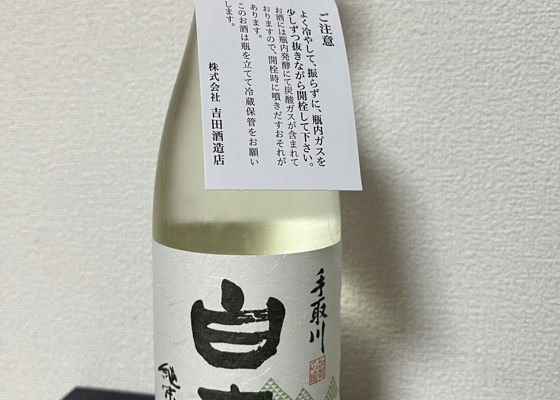 ご注意
よく冷やして、振らずに、瓶内ガスを
少しずつ抜きながら開栓して下さい。
お酒には瓶内発酵にて炭酸ガスが含まれて
おりますので、開栓時に噴きだすおそれが
あります。
このお酒は瓶を立てて冷蔵保管をお願い
します。
株式会社 吉田酒造店
手取川
白